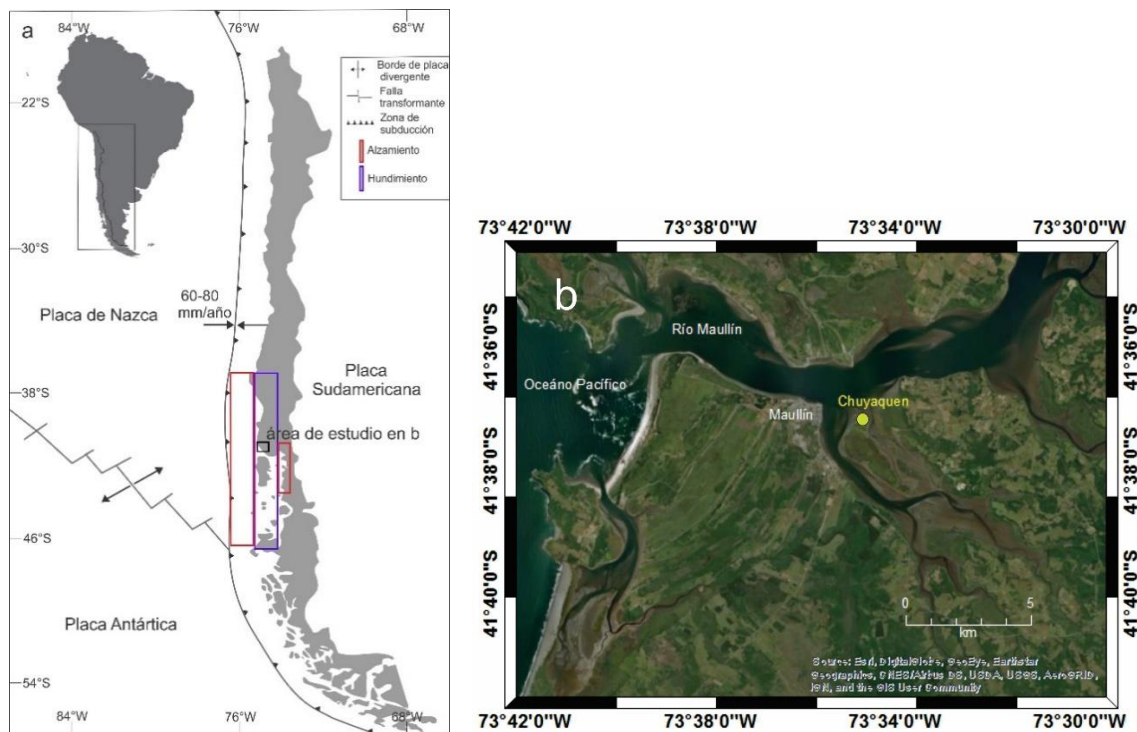 a
84°W
76°W
68°W
22°S
30°S
38°S
46°S
54°S
84°W
76°W
68°W
Borde de placa
divergente
Falla
transformante
Zona de
subducción
Alzamiento
Hundimiento
60-80
mm/año
Placa de Nazca
Placa
Sudamericana
área de estudio en b
Placa Antártica
b
73°42'0"W
73°38'0"W
73°34'0"W
73°30'0"W
41°36'0"S
41°38'0"S
41°40'0"S
41°36'0"S
41°38'0"S
41°40'0"S
73°42'0"W
73°38'0"W
73°34'0"W
73°30'0"W
Río Maullín
Oceáno Pacífico
Maullín
Chuyaquen
0 5
km
Source: Esri, DigitalGlobe, GeoEye, Earthstar
Geographics, CNES/Airbus DS, USDA, USGS, AeroGRID,
IGN, and the GIS User Community